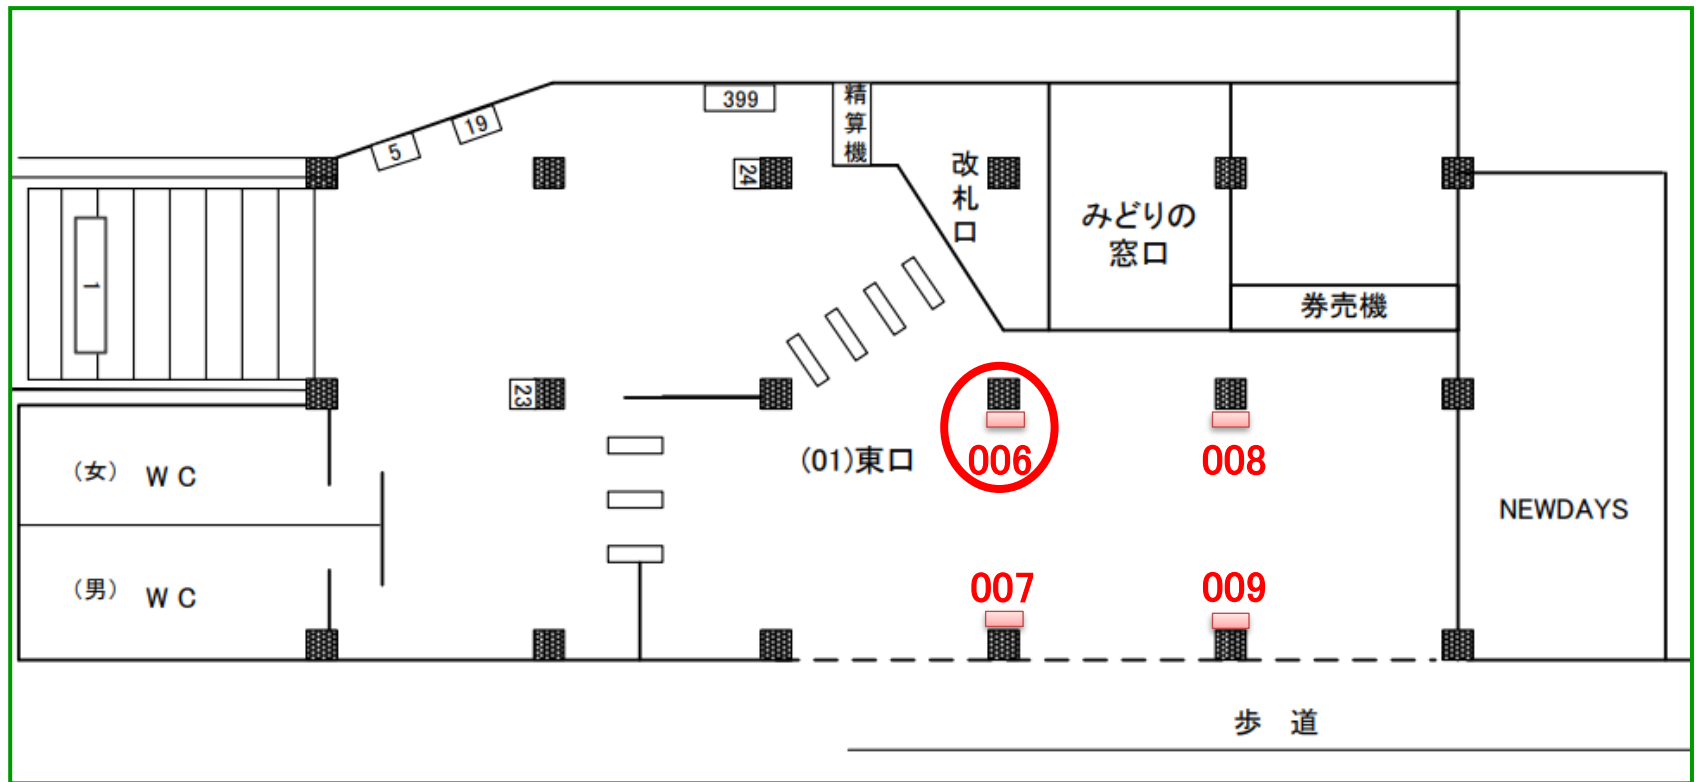 399
精算機
19
5
24
改札口
みどりの
窓口
1
券売機
23
006
008
(01)東口
(女) WC
NEWDAYS
007
009
(男) WC
歩 道